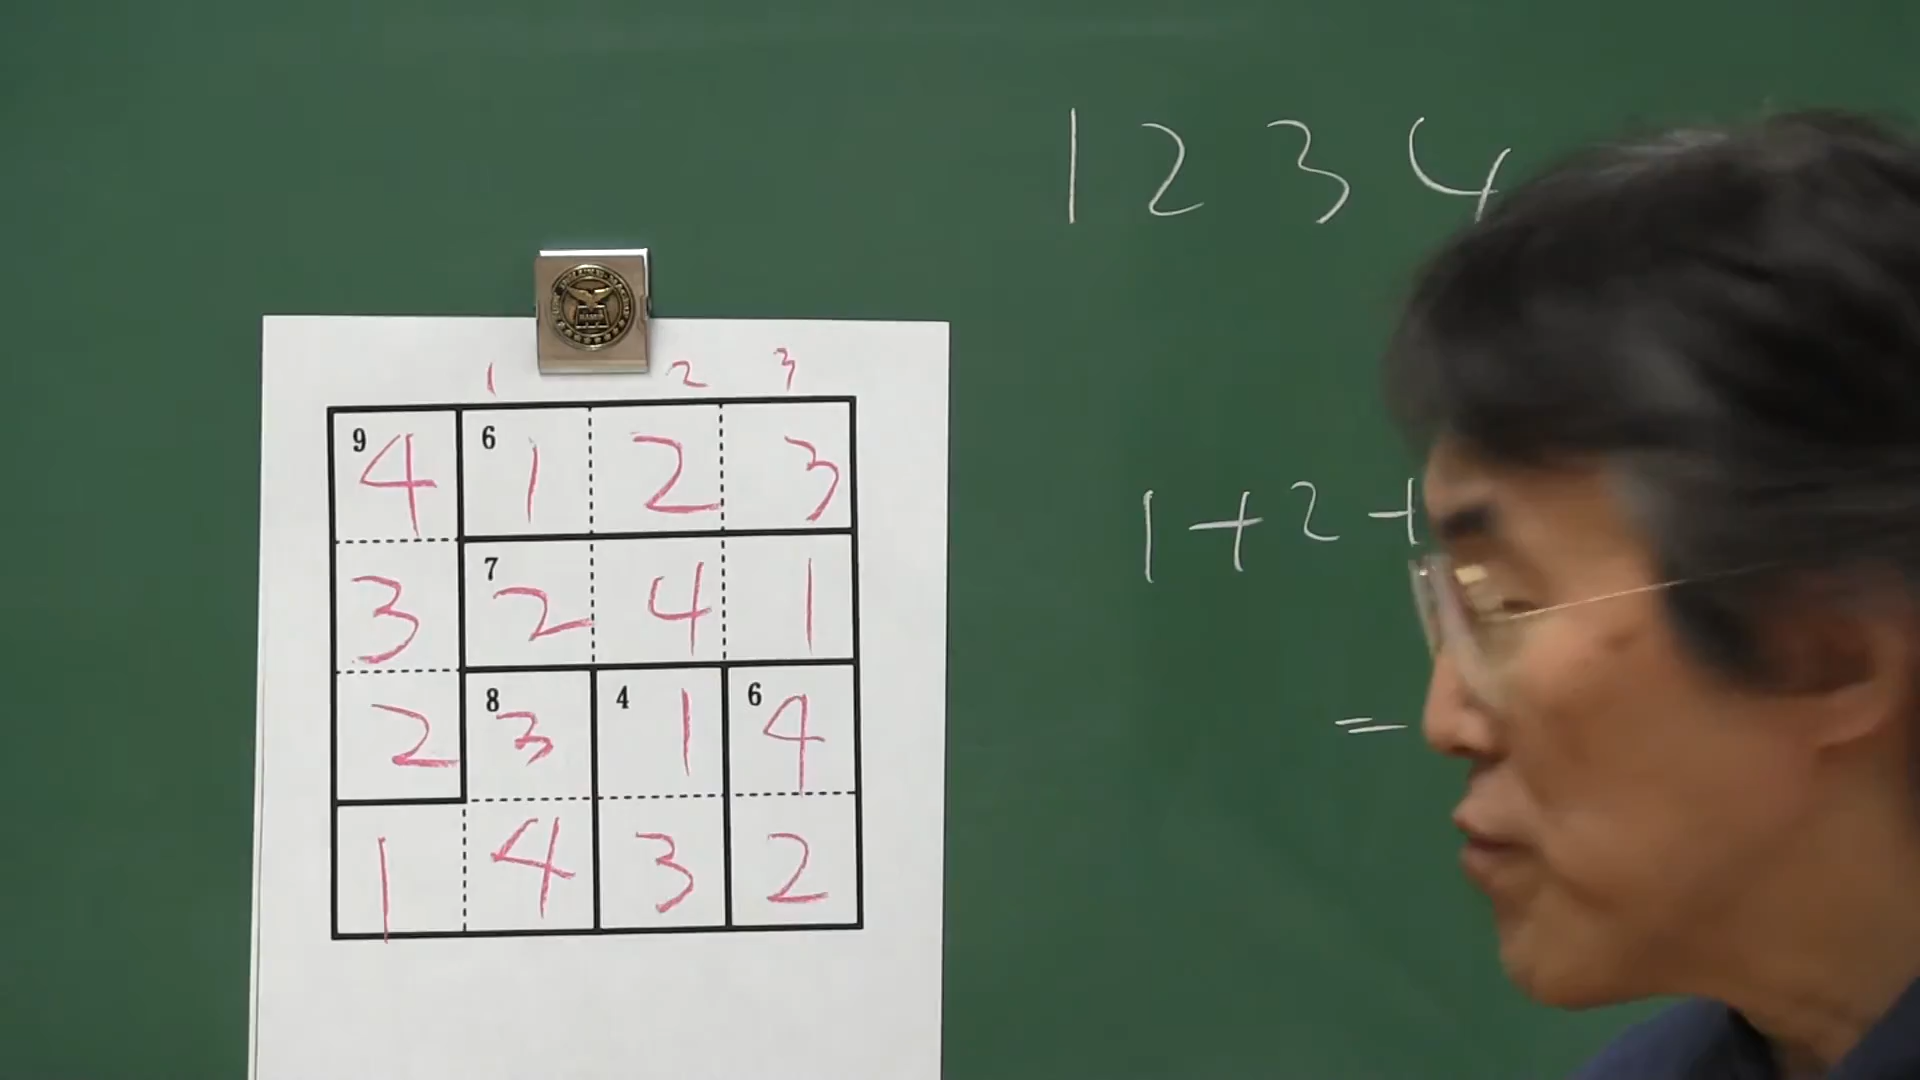 1 2 3 4
1 2 3
9 4 6 1 2 3
3 7 2 4 1
2 8 3 4 1 6 4
1 4 3 2
1 + 2 +
=